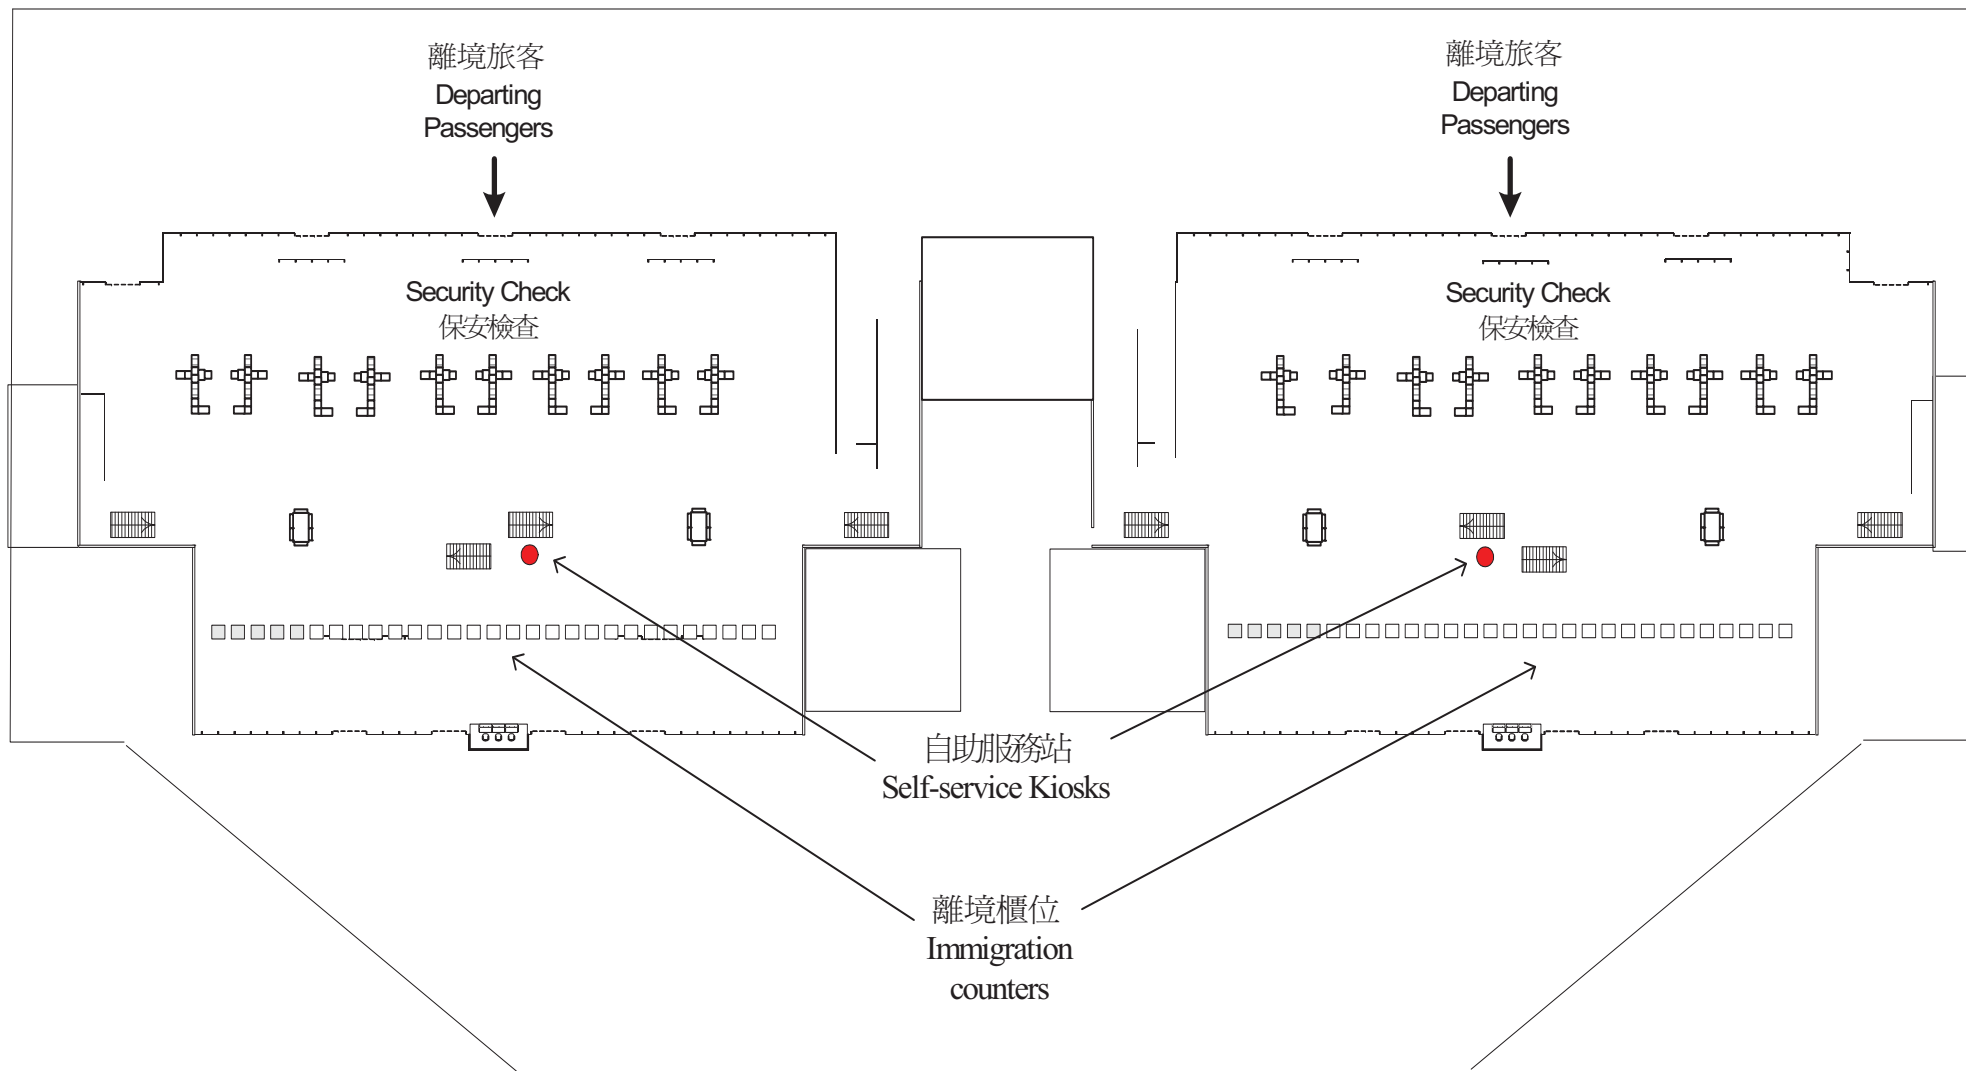 離境旅客
Departing
Passengers
離境旅客
Departing
Passengers
Security Check
保安檢查
Security Check
保安檢查
自助服務站
Self-service Kiosks
離境櫃位
Immigration
counters